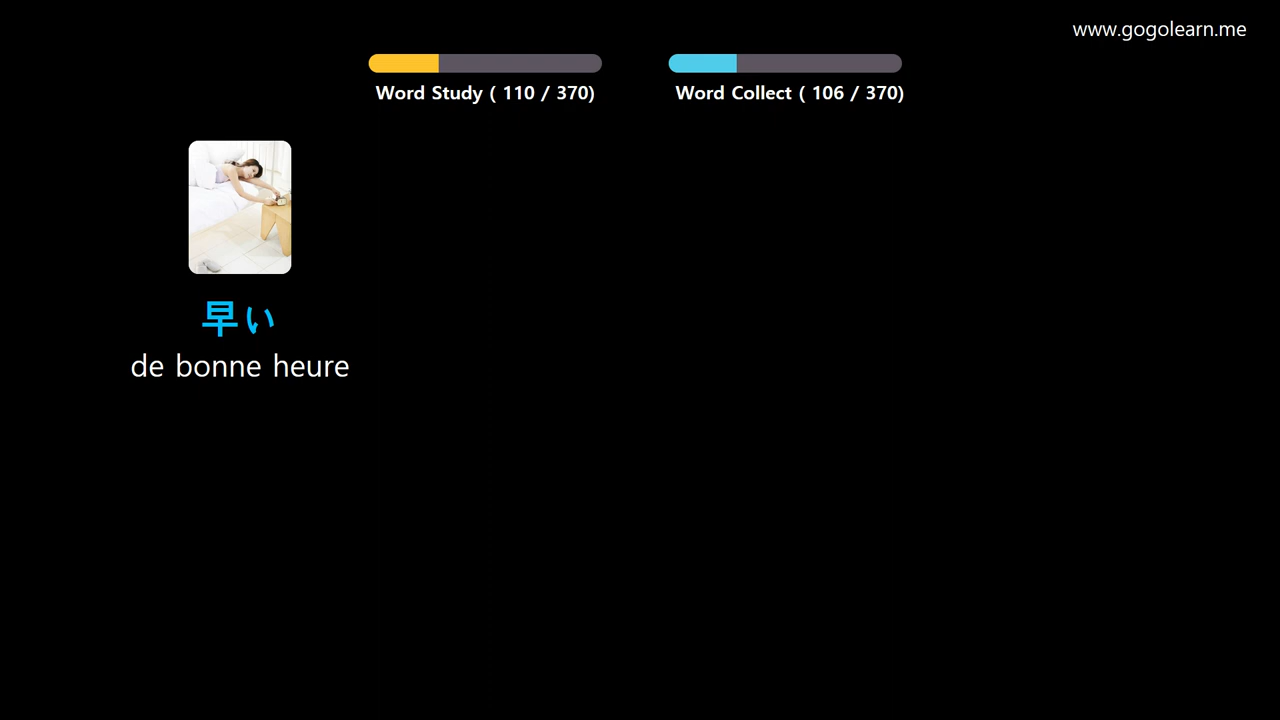 www.gogolearn.me
Word Study ( 110 / 370)
Word Collect ( 106 / 370)
早い
de bonne heure